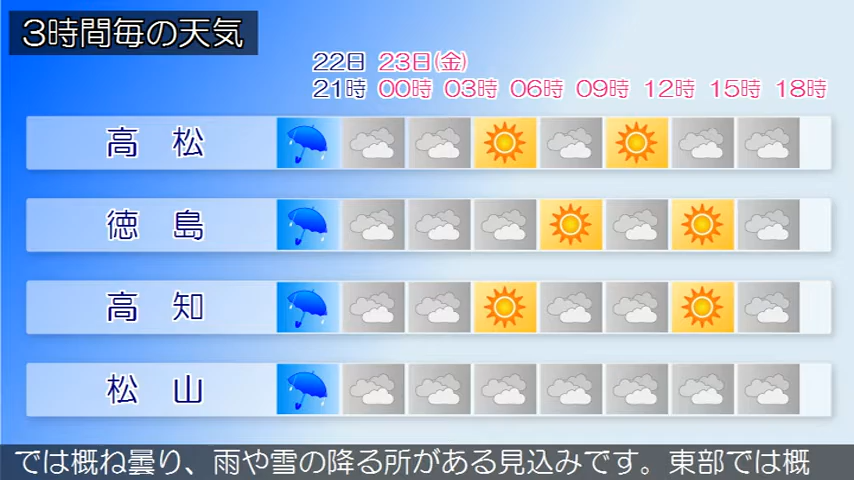 3時間毎の天気
22日 23日(金)
21時 00時 03時 06時 09時 12時 15時 18時
高 松
徳 島
高 知
松 山
では概ね曇り、雨や雪の降る所がある見込みです。東部では概